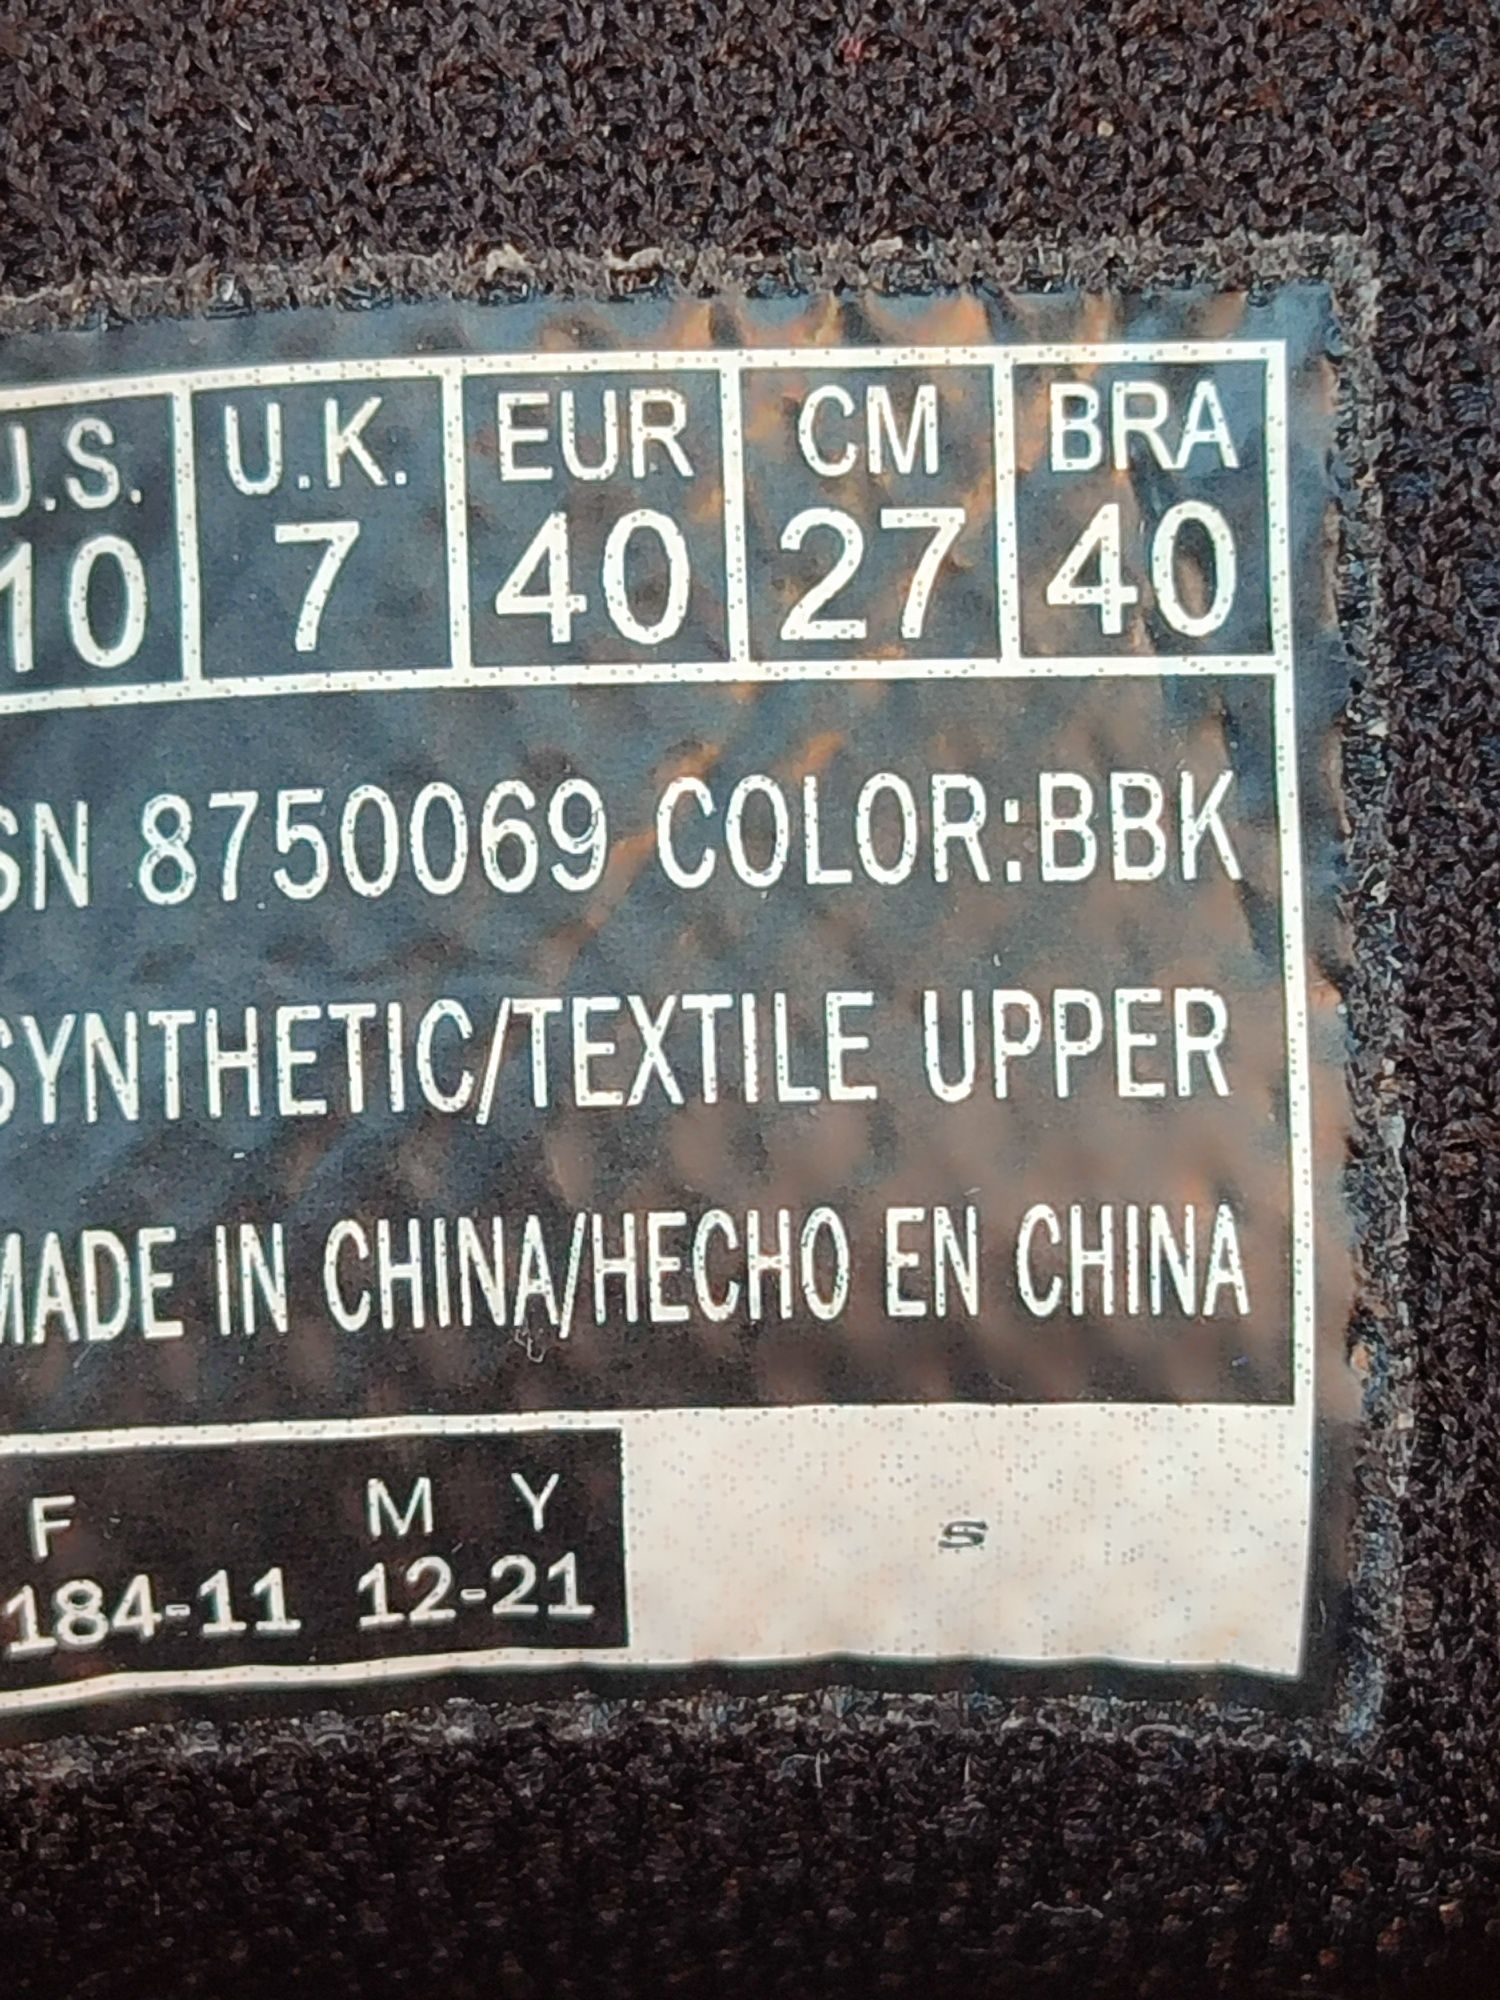 U.S. U.K. EUR CM BRA
10 7 40 27 40
SN 8750069 COLOR:BBK
SYNTHETIC/TEXTILE UPPER
MADE IN CHINA/HECHO EN CHINA
F M Y
184-11 12-21
S